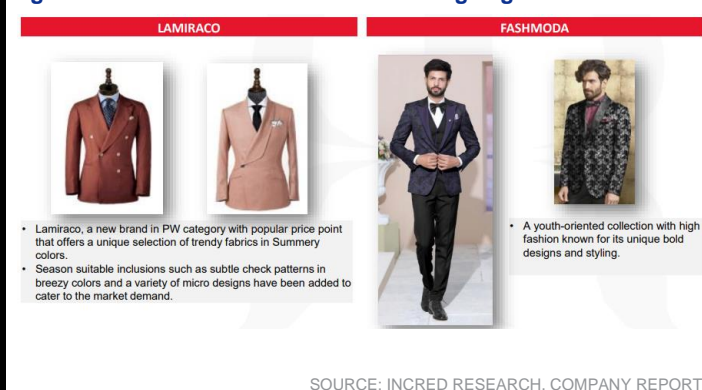 LAMIRACO
FASHMODA
• Lamiraco, a new brand in PW category with popular price point
that offers a unique selection of trendy fabrics in Summery
colors.
• Season suitable inclusions such as subtle check patterns in
breezy colors and a variety of micro designs have been added to
cater to the market demand.
• A youth-oriented collection with high
fashion known for its unique bold
designs and styling.
SOURCE: INCRED RESEARCH, COMPANY REPORT